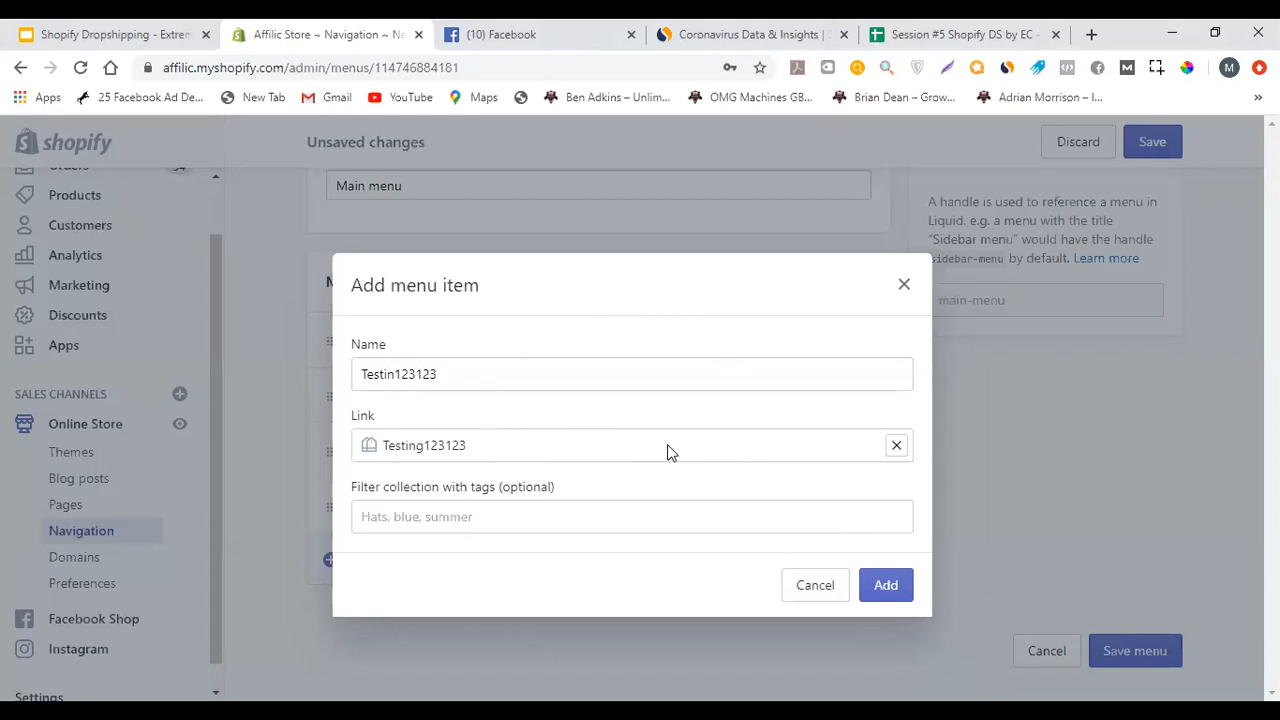 Shopify Dropshipping - Extrem
Affilic Store ~ Navigation ~ Ne
(10) Facebook
Coronavirus Data & Insights |
Session #5 Shopify DS by EC -
affilic.myshopify.com/admin/menus/114746884181
M
Apps
25 Facebook Ad De...
New Tab
Gmail
YouTube
Maps
Ben Adkins – Unlim...
OMG Machines GB...
Brian Dean – Grow...
Adrian Morrison – I...
»
shopify
Unsaved changes
Discard
Save
Orders
Products
Customers
Analytics
Marketing
Discounts
Apps
SALES CHANNELS
Online Store
Themes
Blog posts
Pages
Navigation
Domains
Preferences
Facebook Shop
Instagram
Settings
Main menu
A handle is used to reference a menu in
Liquid. e.g. a menu with the title
“Sidebar menu” would have the handle
sidebar-menu by default. Learn more
main-menu
Add menu item
Name
Testin123123
Link
Testing123123
Filter collection with tags (optional)
Hats, blue, summer
Cancel
Add
Cancel
Save menu